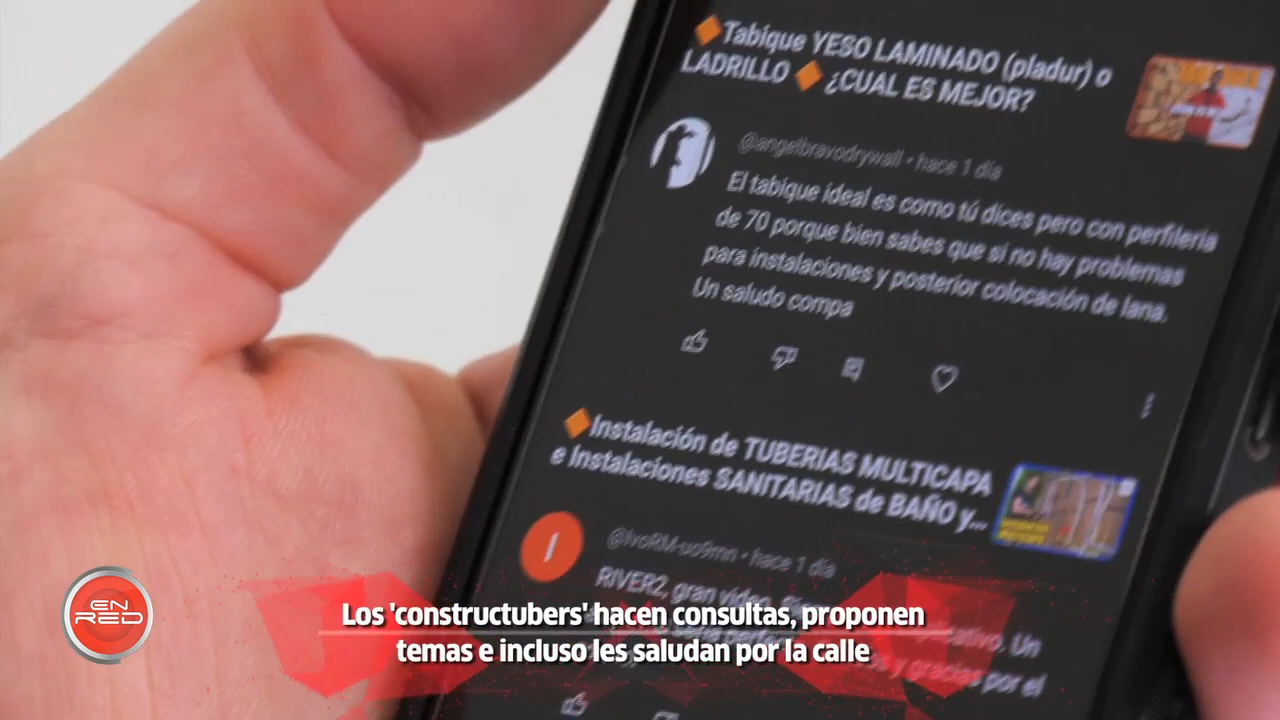 Tabique YESO LAMINADO (pladur) o
LADRILLO ¿CUAL ES MEJOR?
@angelbravodrywall • hace 1 día
El tabique ideal es como tú dices pero con perfilería
de 70 porque bien sabes que si no hay problemas
para instalaciones y posterior colocación de lana.
Un saludo compa
Instalación de TUBERIAS MULTICAPA
e Instalaciones SANITARIAS de BAÑO y...
I
@IvoRM-uo9mn • hace 1 día
RIVER2, gran video.
Un
y gracias por el
EN
RED
Los 'constructubers' hacen consultas, proponen
temas e incluso les saludan por la calle